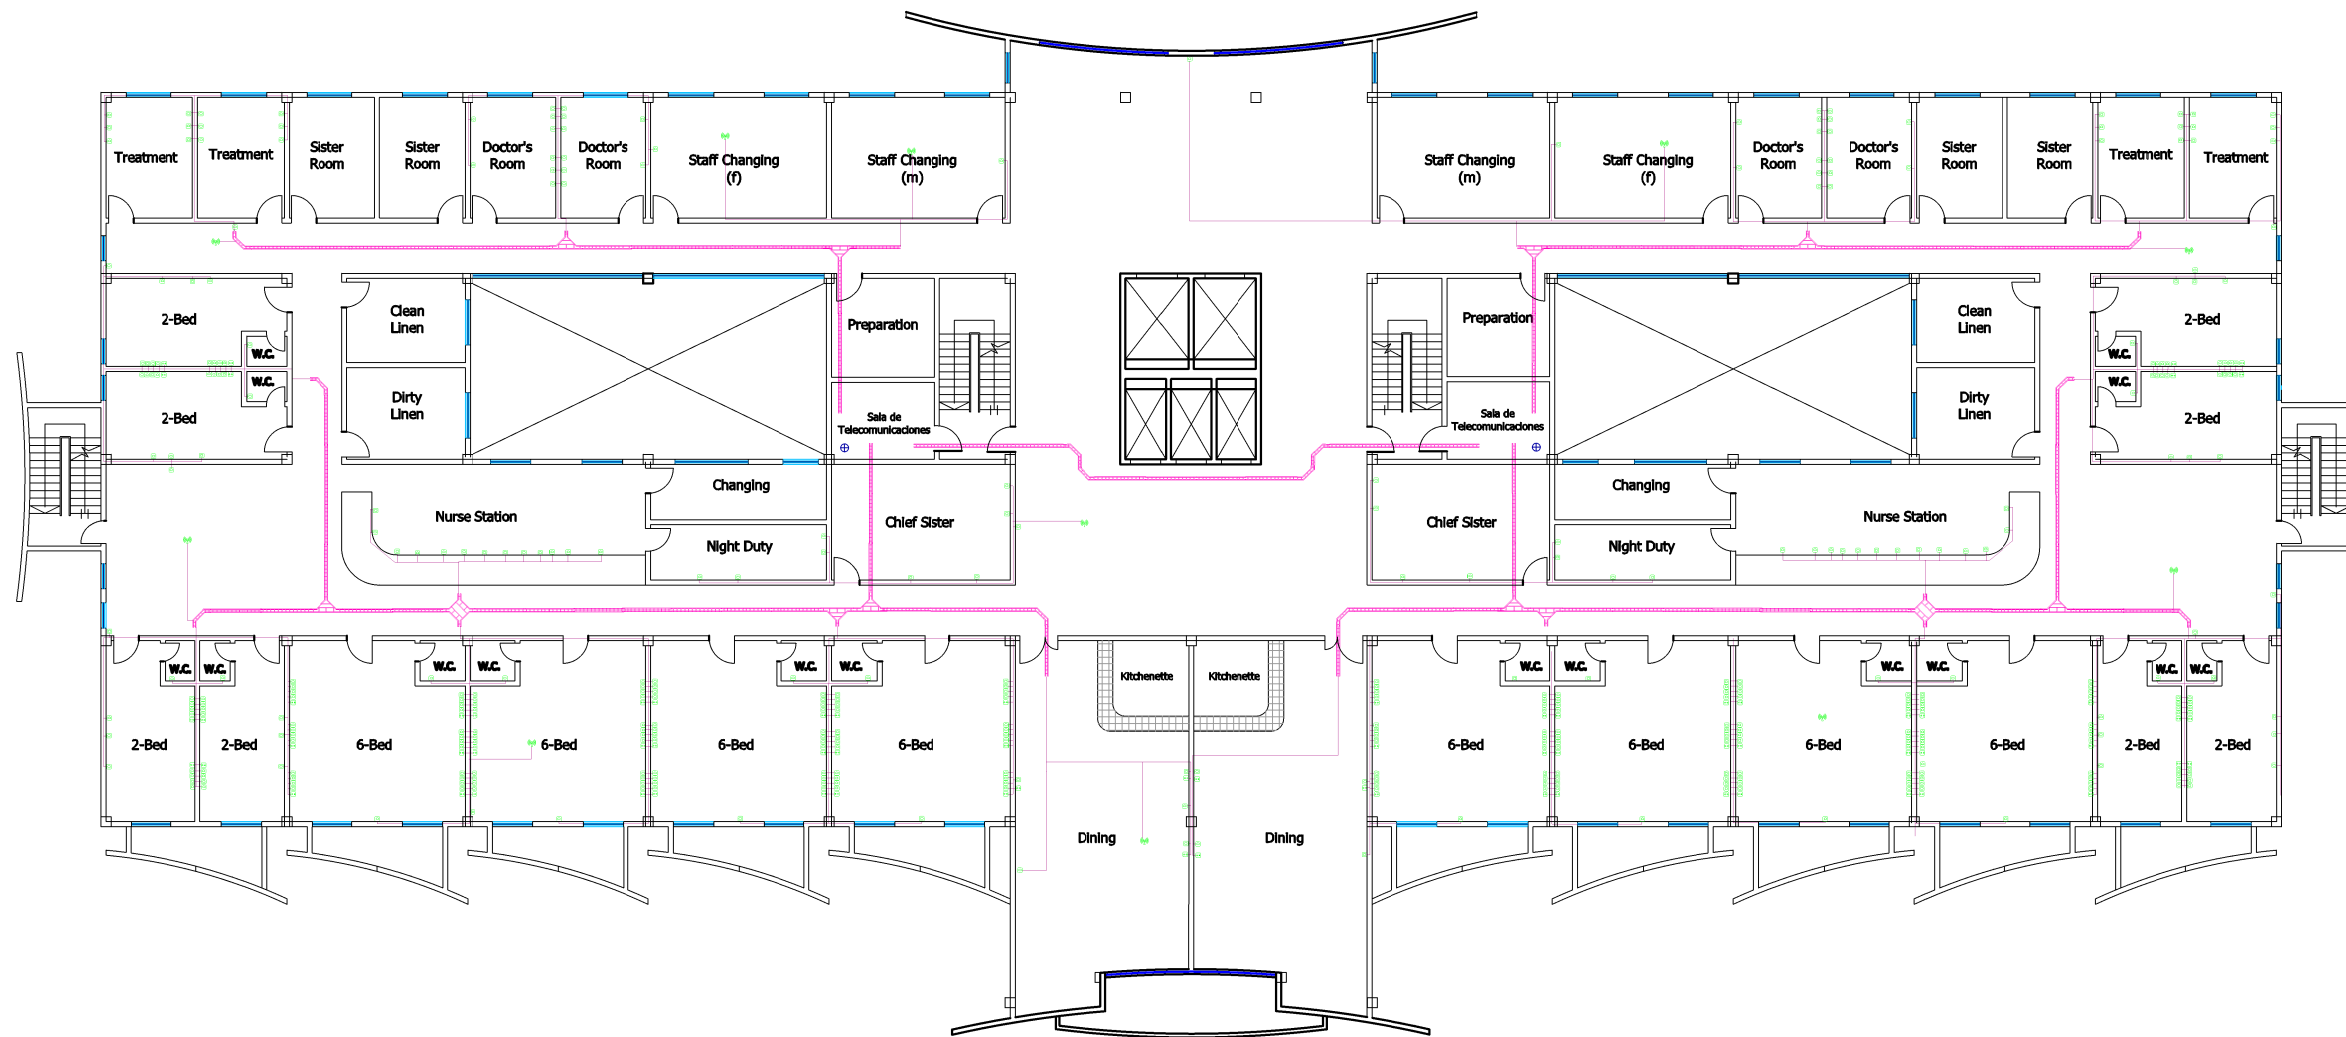 Treatment
Treatment
Sister
Room
Sister
Room
Doctor's
Room
Doctor's
Room
Staff Changing
(f)
Staff Changing
(m)
Staff Changing
(m)
Staff Changing
(f)
Doctor's
Room
Doctor's
Room
Sister
Room
Sister
Room
Treatment
Treatment
2-Bed
W.C.
W.C.
2-Bed
Clean
Linen
Dirty
Linen
Preparation
Sala de
Telecomunicaciones
Preparation
Sala de
Telecomunicaciones
Clean
Linen
Dirty
Linen
2-Bed
W.C.
W.C.
2-Bed
Nurse Station
Changing
Night Duty
Chief Sister
Chief Sister
Changing
Night Duty
Nurse Station
W.C.
W.C.
W.C.
W.C.
W.C.
W.C.
Kitchenette
Kitchenette
W.C.
W.C.
W.C.
W.C.
W.C.
W.C.
2-Bed
2-Bed
6-Bed
6-Bed
6-Bed
6-Bed
6-Bed
6-Bed
6-Bed
6-Bed
2-Bed
2-Bed
Dining
Dining